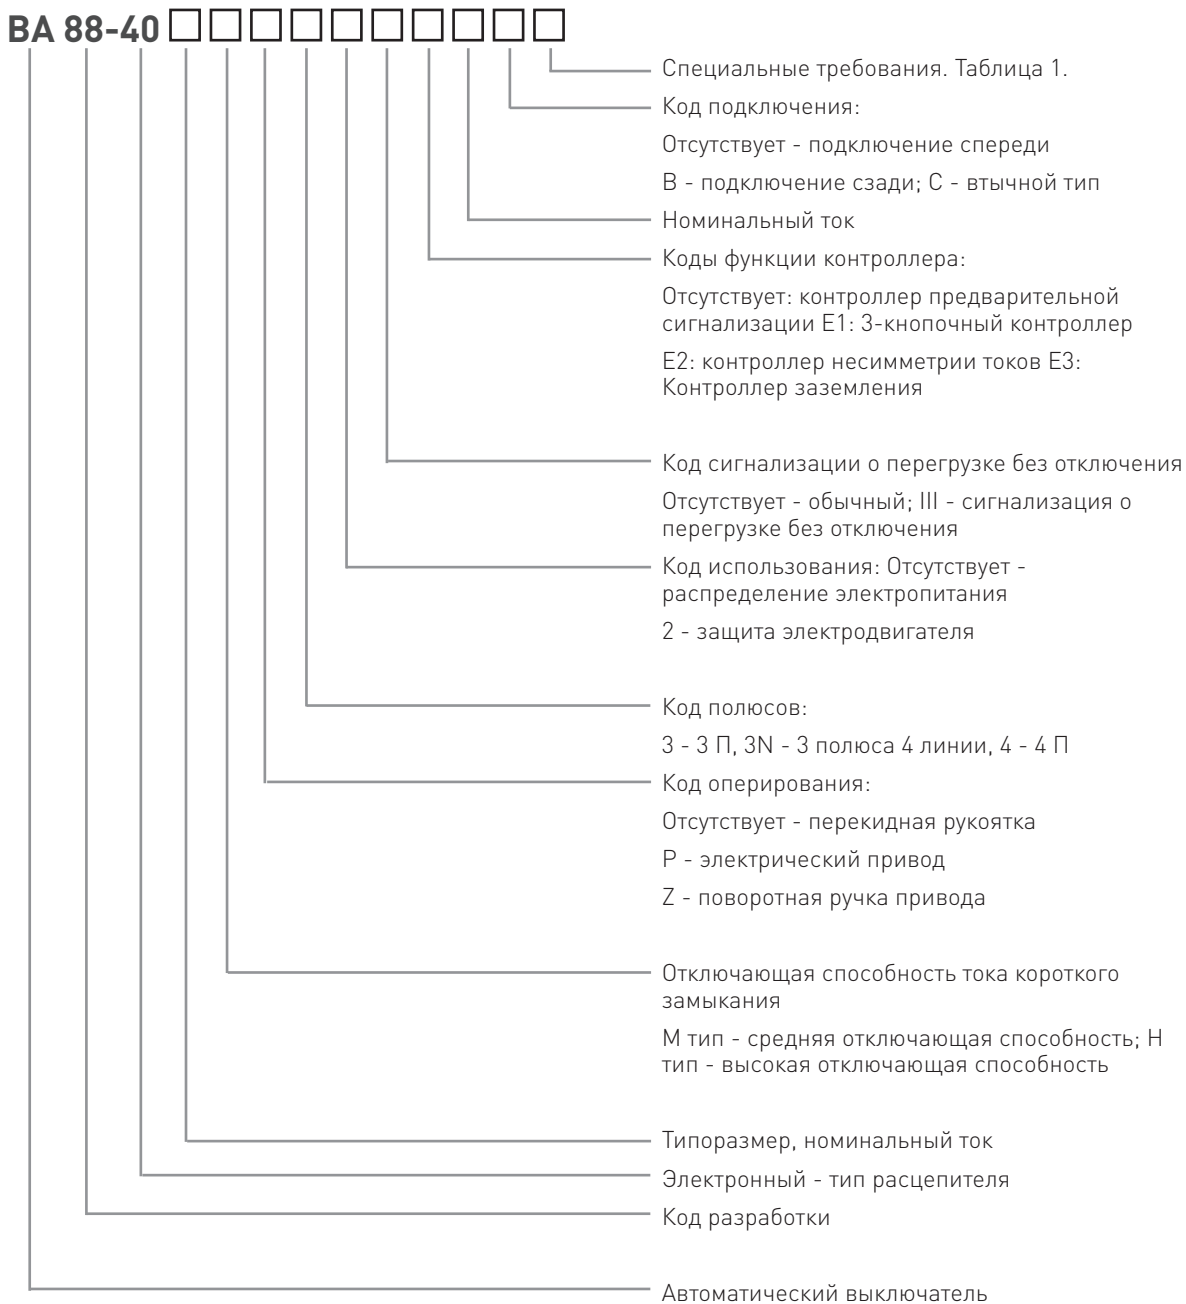 ВА 88-40 □ □ □ □ □ □ □ □ □ □
Специальные требования. Таблица 1.
Код подключения:
Отсутствует - подключение спереди
В - подключение сзади; С - втычной тип
Номинальный ток
Коды функции контроллера:
Отсутствует: контроллер предварительной
сигнализации Е1: 3-кнопочный контроллер
Е2: контроллер несимметрии токов Е3:
Контроллер заземления
Код сигнализации о перегрузке без отключения
Отсутствует - обычный; III - сигнализация о
перегрузке без отключения
Код использования: Отсутствует -
распределение электропитания
2 - защита электродвигателя
Код полюсов:
3 - 3 П, 3N - 3 полюса 4 линии, 4 - 4 П
Код оперирования:
Отсутствует - перекидная рукоятка
Р - электрический привод
Z - поворотная ручка привода
Отключающая способность тока короткого
замыкания
М тип - средняя отключающая способность; Н
тип - высокая отключающая способность
Типоразмер, номинальный ток
Электронный - тип расцепителя
Код разработки
Автоматический выключатель